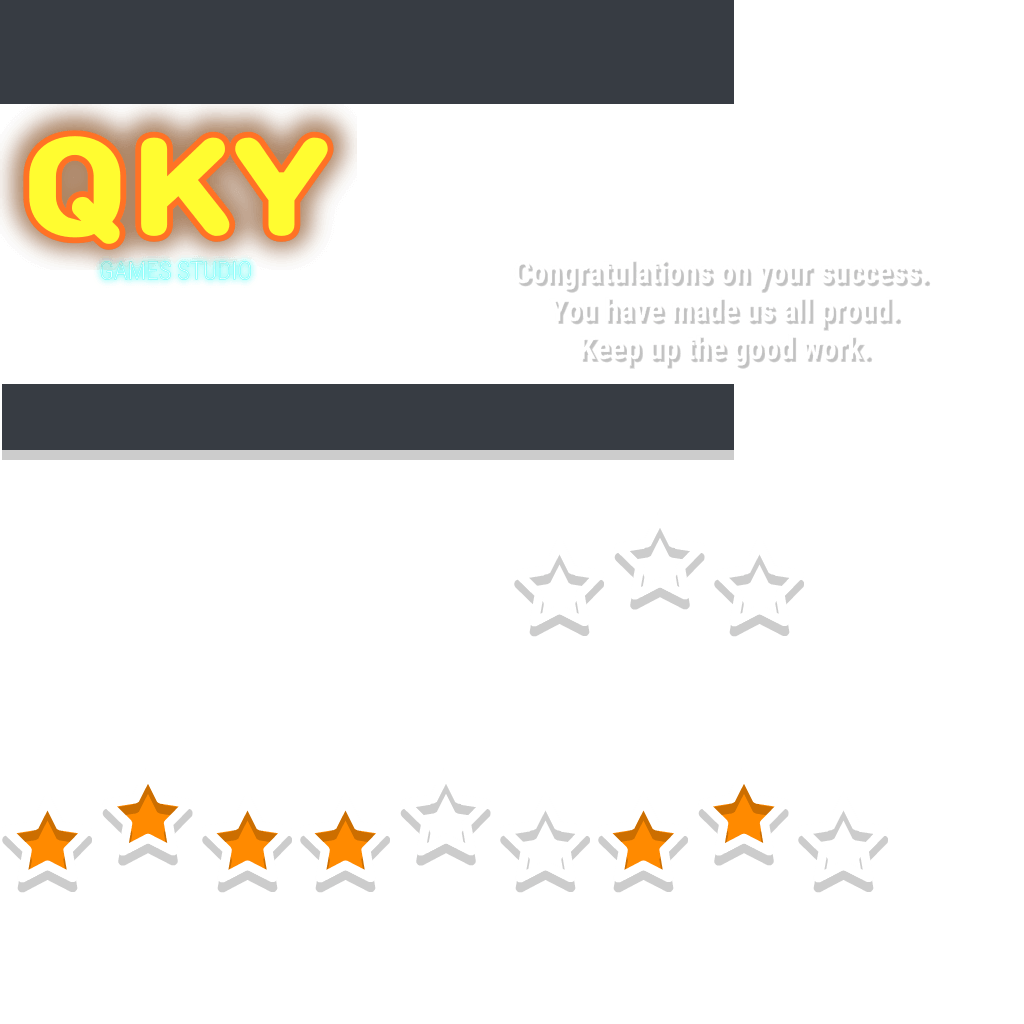 QKY
GAMES STUDIO
Congratulations on your success.
You have made us all proud.
Keep up the good work.